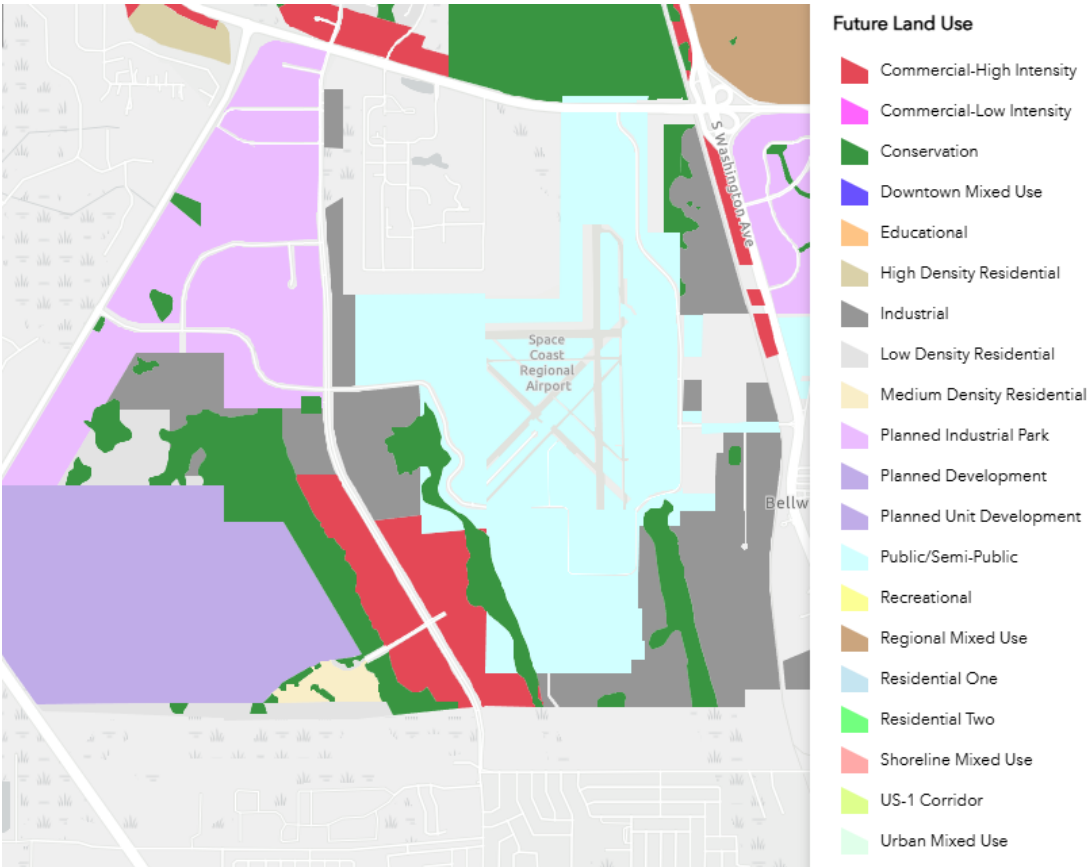 S Washington Ave
Space
Coast
Regional
Airport
Bellw
Future Land Use
Commercial-High Intensity
Commercial-Low Intensity
Conservation
Downtown Mixed Use
Educational
High Density Residential
Industrial
Low Density Residential
Medium Density Residential
Planned Industrial Park
Planned Development
Planned Unit Development
Public/Semi-Public
Recreational
Regional Mixed Use
Residential One
Residential Two
Shoreline Mixed Use
US-1 Corridor
Urban Mixed Use